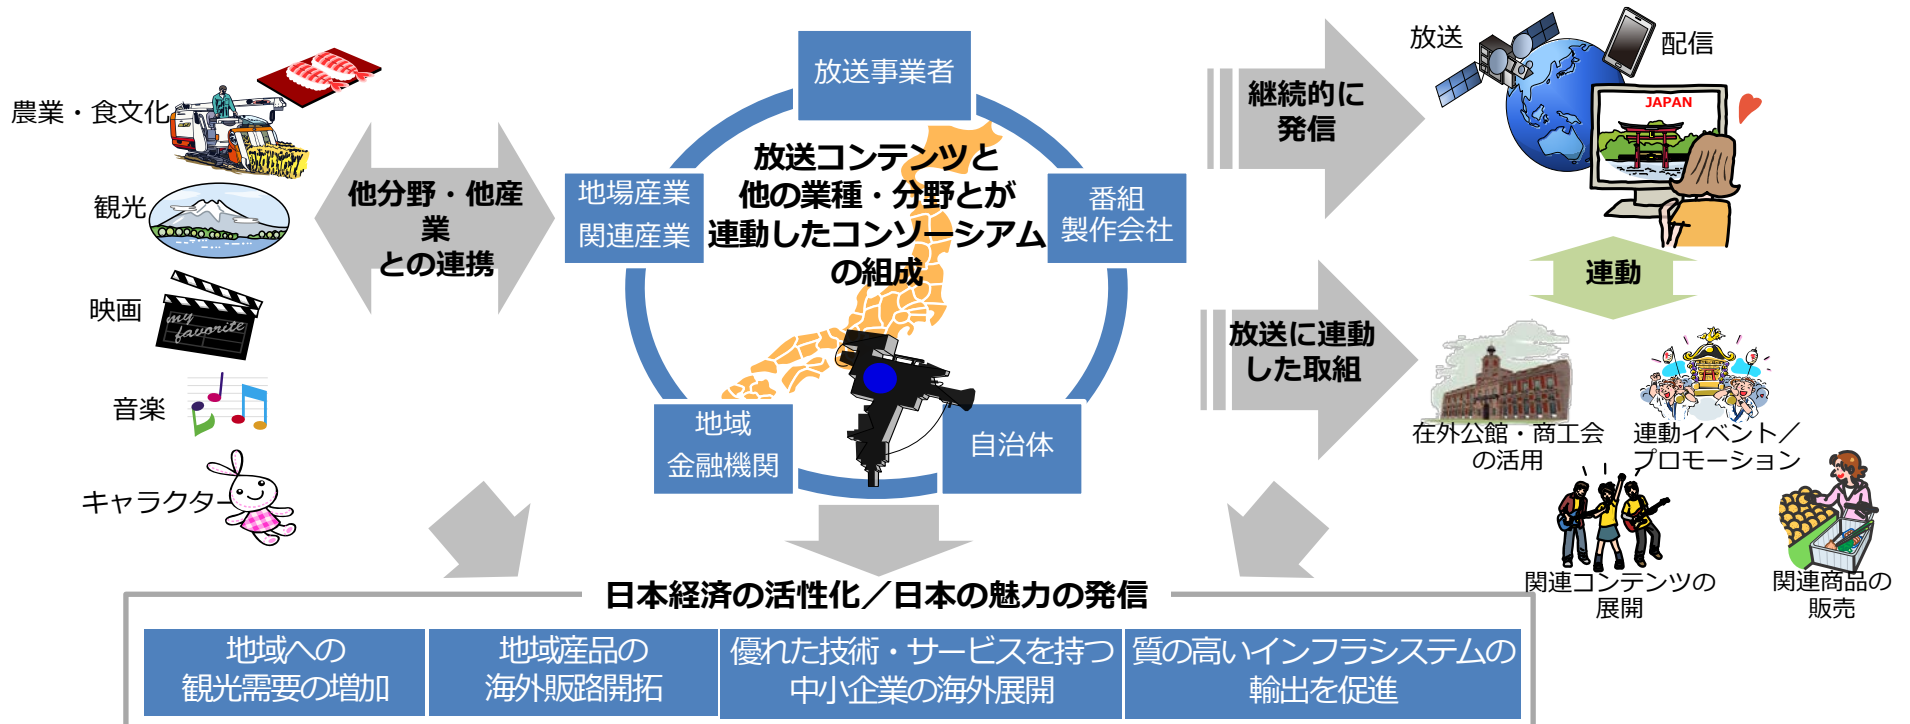 農業・食文化
観光
映画
my
favorite
音楽
キャラクター
他分野・他産
業
との連携
放送事業者
地場産業
関連産業
番組
製作会社
地域
金融機関
自治体
放送コンテンツと
他の業種・分野とが
連動したコンソーシアム
の組成
継続的に
発信
放送に連動
した取組
放送
配信
JAPAN
連動
在外公館・商工会
の活用
連動イベント／
プロモーション
関連コンテンツの
展開
関連商品の
販売
日本経済の活性化／日本の魅力の発信
地域への
観光需要の増加
地域産品の
海外販路開拓
優れた技術・サービスを持つ
中小企業の海外展開
質の高いインフラシステムの
輸出を促進